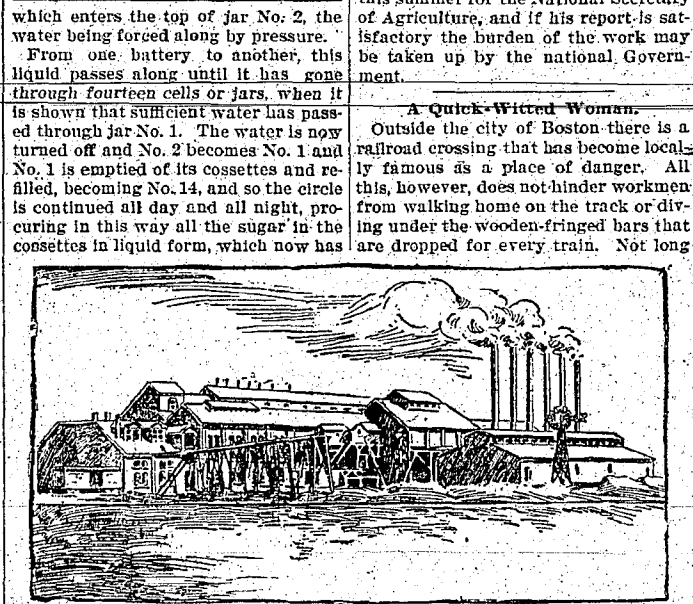 which enters the top of jar No. 2, the
water being forced along by pressure.
From one battery to another, this
liquid passes along until it has gone
through fourteen cells or jars, when it
is shown that sufficient water has pass-
ed through jar No. 1. The water is now
turned off and No. 2 becomes No. 1 and
No. 1 is emptied of its cossettes and re-
filled, becoming No. 14, and so the circle
is continued all day and all night, pro-
curing in this way all the sugar in the
cossettes in liquid form, which now has
this summer for the National Secretary
of Agriculture, and if his report is sat-
isfactory the burden of the work may
be taken up by the national Govern-
ment.
A Quick-Witted Woman.
Outside the city of Boston there is a
railroad crossing that has become local-
ly famous as a place of danger. All
this, however, does not hinder workmen
from walking home on the track or div-
ing under the wooden-fringed bars that
are dropped for every train. Not long